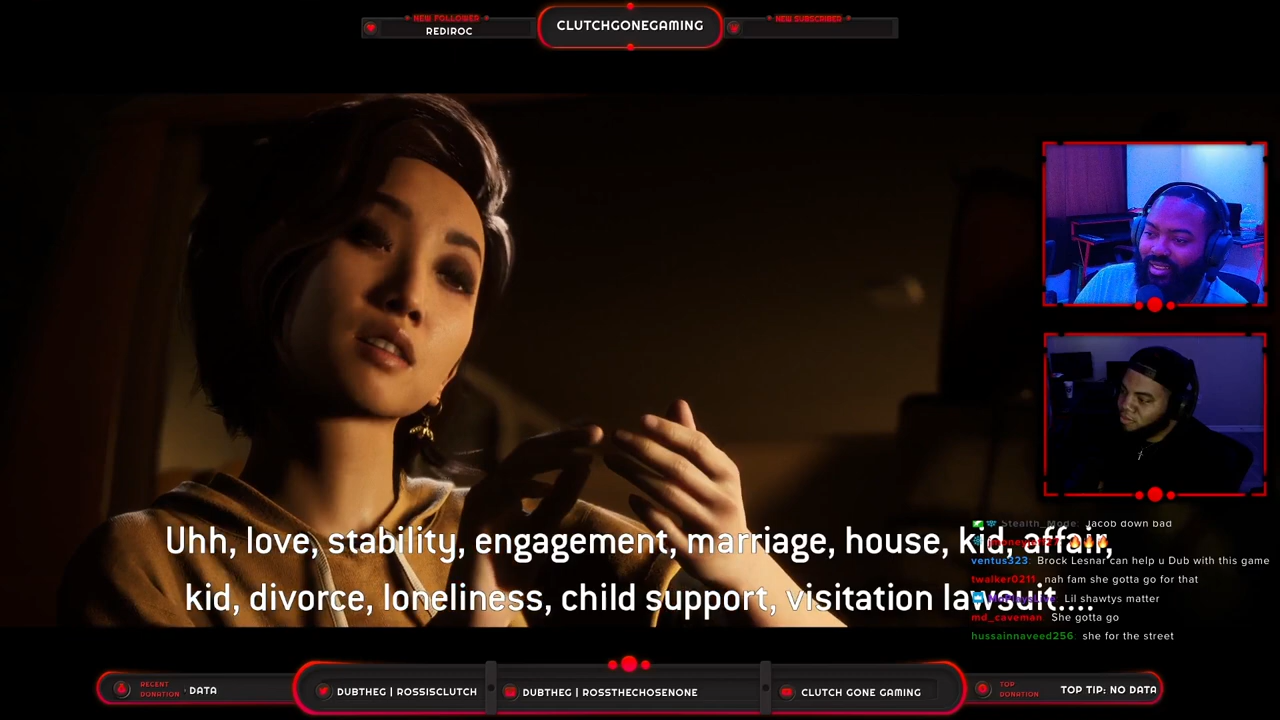 NEW FOLLOWER
REDIROC
CLUTCHGONEGAMING
NEW SUBSCRIBER
Uhh, love, stability, engagement, marriage, house, kid, affair,
kid, divorce, loneliness, child support, visitation lawsuit....
Stealth_Mode: Jacob down bad
ventus323: Brock Lesnar can help u Dub with this game
twalker0211: nah fam she gotta go for that
Lil shawtys matter
md_caveman: She gotta go
hussainnaveed256: she for the street
RECENT DONATION
DATA
DUBTHEG | ROSSISCLUTCH
DUBTHEG | ROSSTHECHOSENONE
CLUTCH GONE GAMING
TOP DONATION
TOP TIP: NO DATA